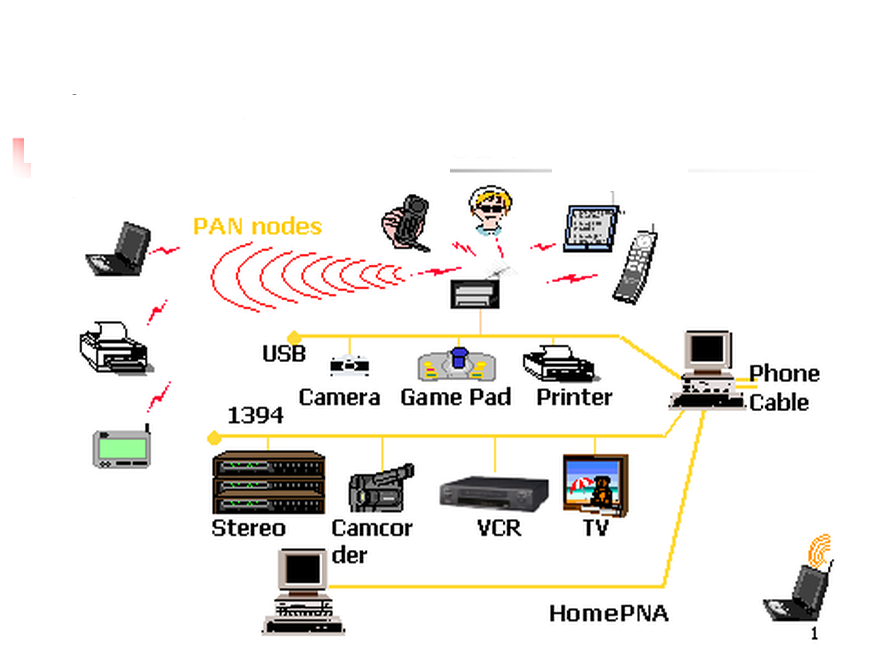 PAN nodes
USB
Camera Game Pad Printer
Phone
Cable
1394
Stereo Camcor VCR TV
der
HomePNA
1